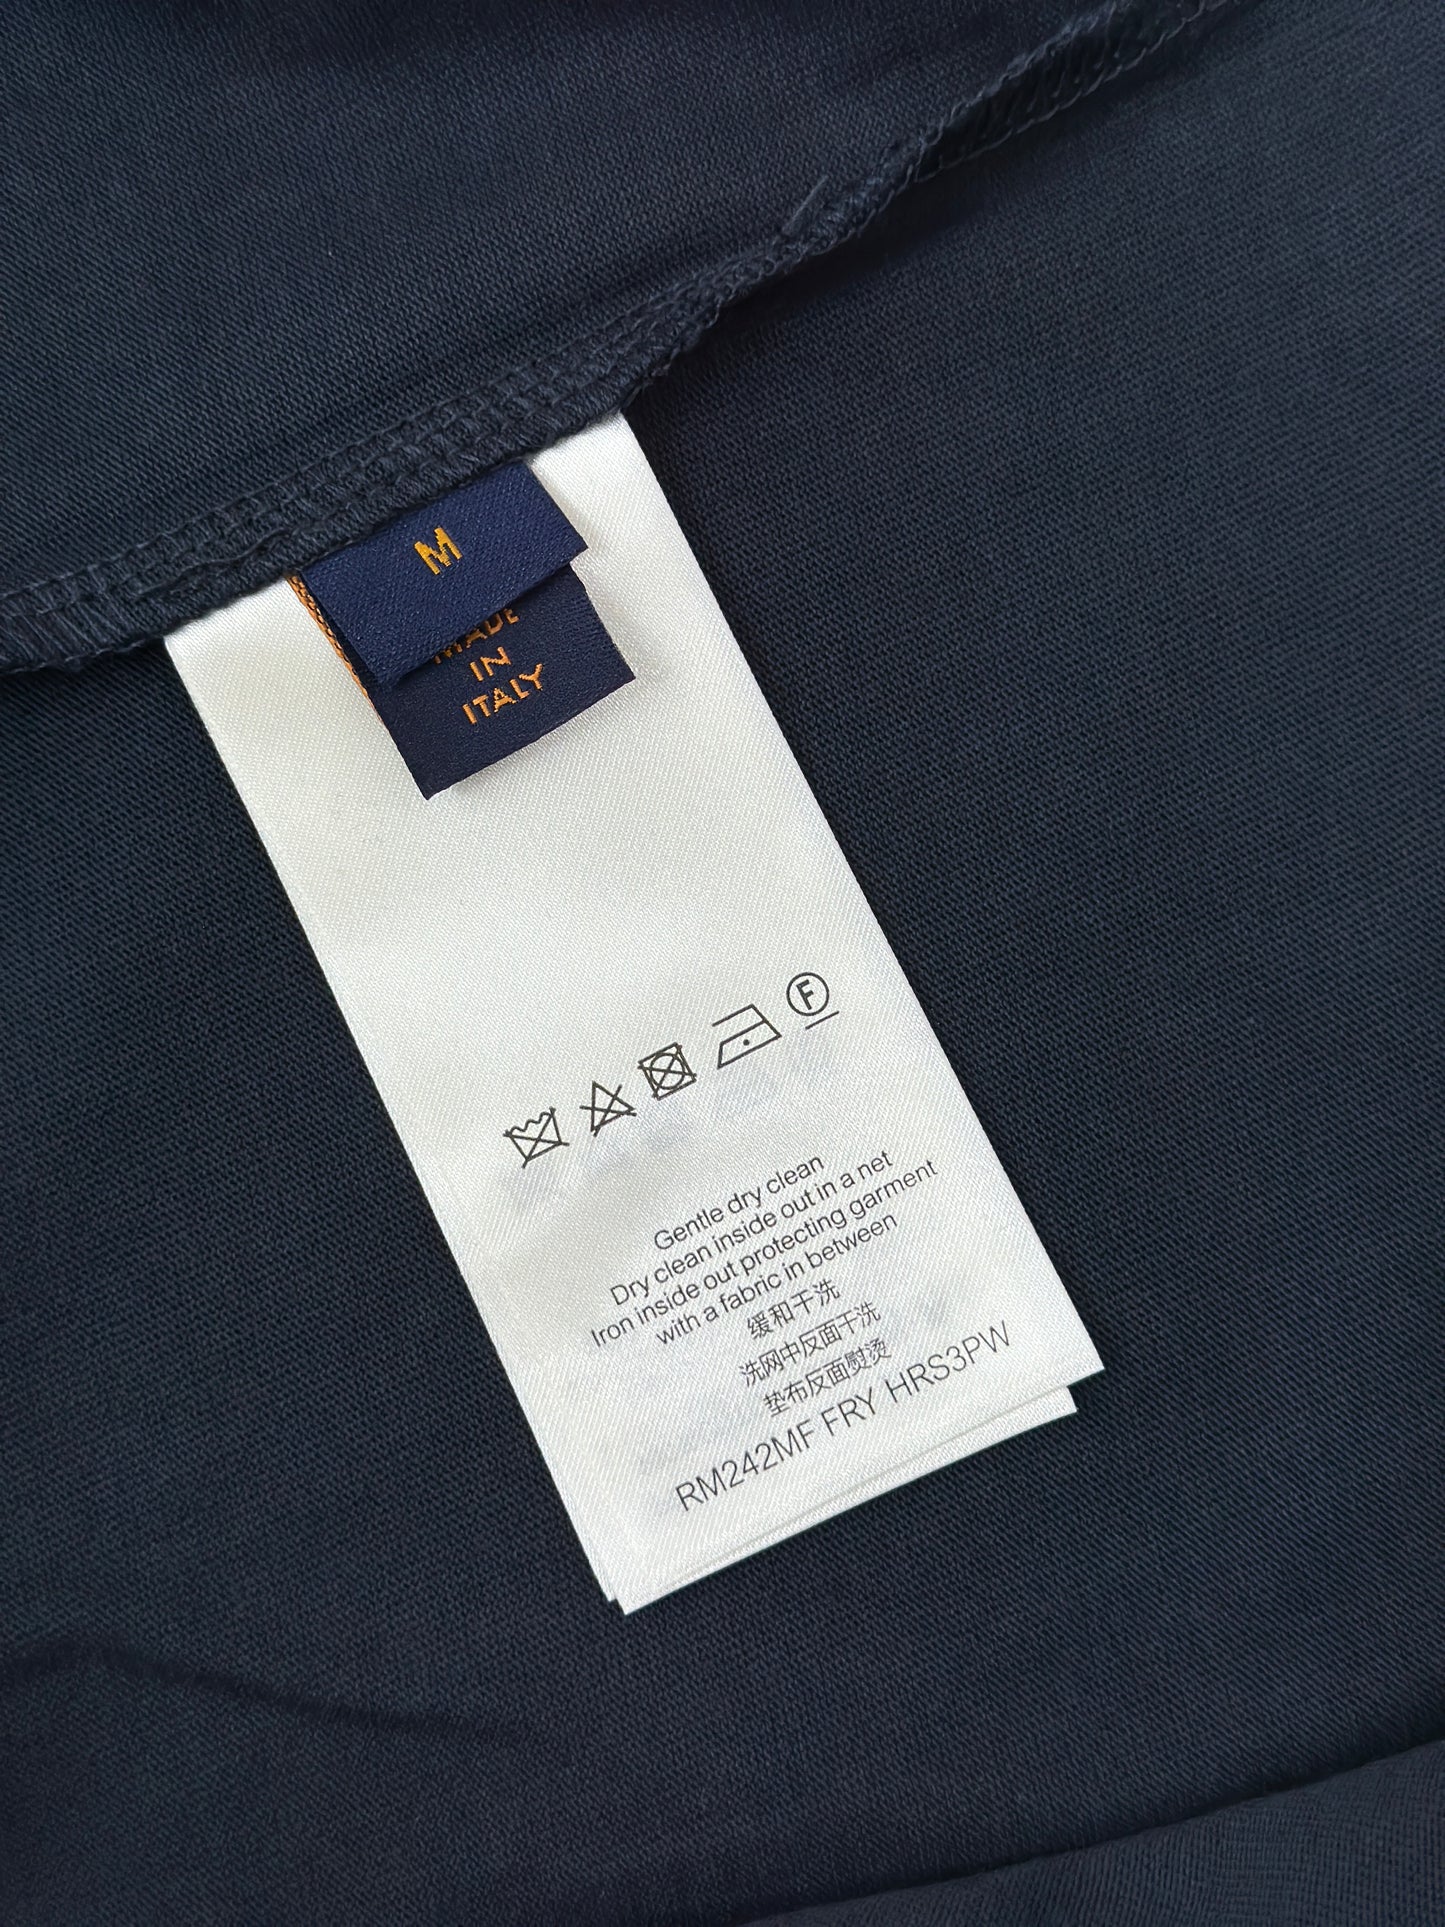 M
MADE
IN
ITALY
F
Gentle dry clean
Dry clean inside out in a net
Iron inside out protecting garment
with a fabric in between
缓和干洗
洗网中反面干洗
垫布反面熨烫
RM242MF FRY HRS3PW